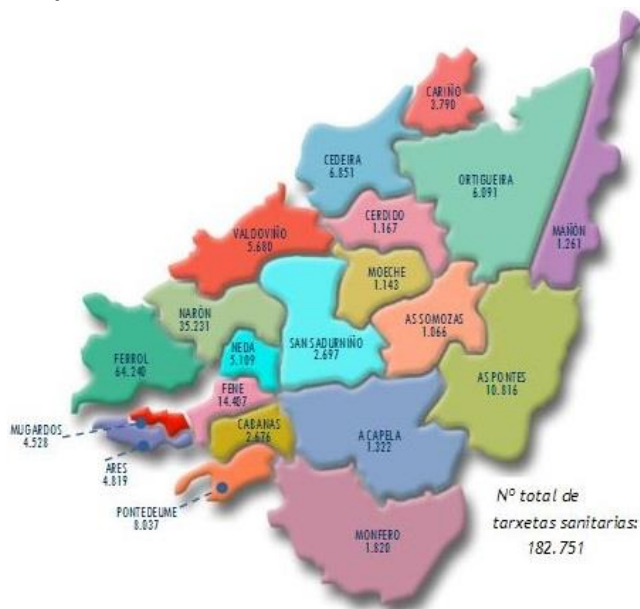 CARIÑO
3.790
CEDEIRA
6.851
ORTIGUEIRA
6.091
CERDIDO
1.167
VALDOVIÑO
5.680
MAÑÓN
1.261
MOECHE
1.143
NARÓN
35.231
AS SOMOZAS
1.066
SAN SADURNIÑO
2.697
NEDA
5.109
FERROL
64.240
AS PONTES
10.816
FENE
14.407
MUGARDOS
4.528
CABANAS
2.676
A CAPELA
1.322
ARES
4.819
PONTEDEUME
8.037
Nº total de
tarxetas sanitarias:
182.751
MONFERO
1.820